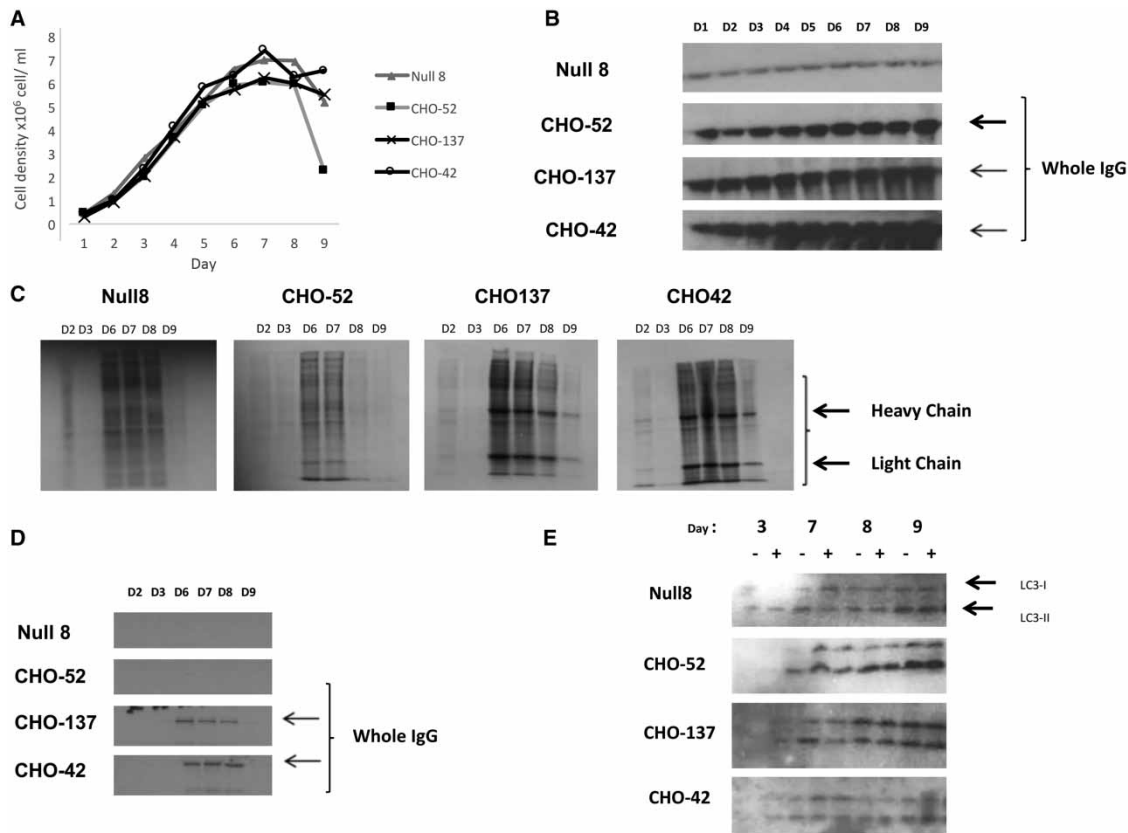 A
8
7
6
5
4
3
2
1
0
Cell density x10⁶ cell/ ml
1 2 3 4 5 6 7 8 9
Day
Null 8
CHO-52
CHO-137
CHO-42
B
D1 D2 D3 D4 D5 D6 D7 D8 D9
Null 8
CHO-52
CHO-137
CHO-42
Whole IgG
C
Null8 CHO-52 CHO137 CHO42
D2 D3 D6 D7 D8 D9 D2 D3 D6 D7 D8 D9 D2 D3 D6 D7 D8 D9 D2 D3 D6 D7 D8 D9
Heavy Chain
Light Chain
D
D2 D3 D6 D7 D8 D9
Null 8
CHO-52
CHO-137
CHO-42
Whole IgG
E
Day : 3 7 8 9
- + - + - + - +
Null8
LC3-I
LC3-II
CHO-52
CHO-137
CHO-42